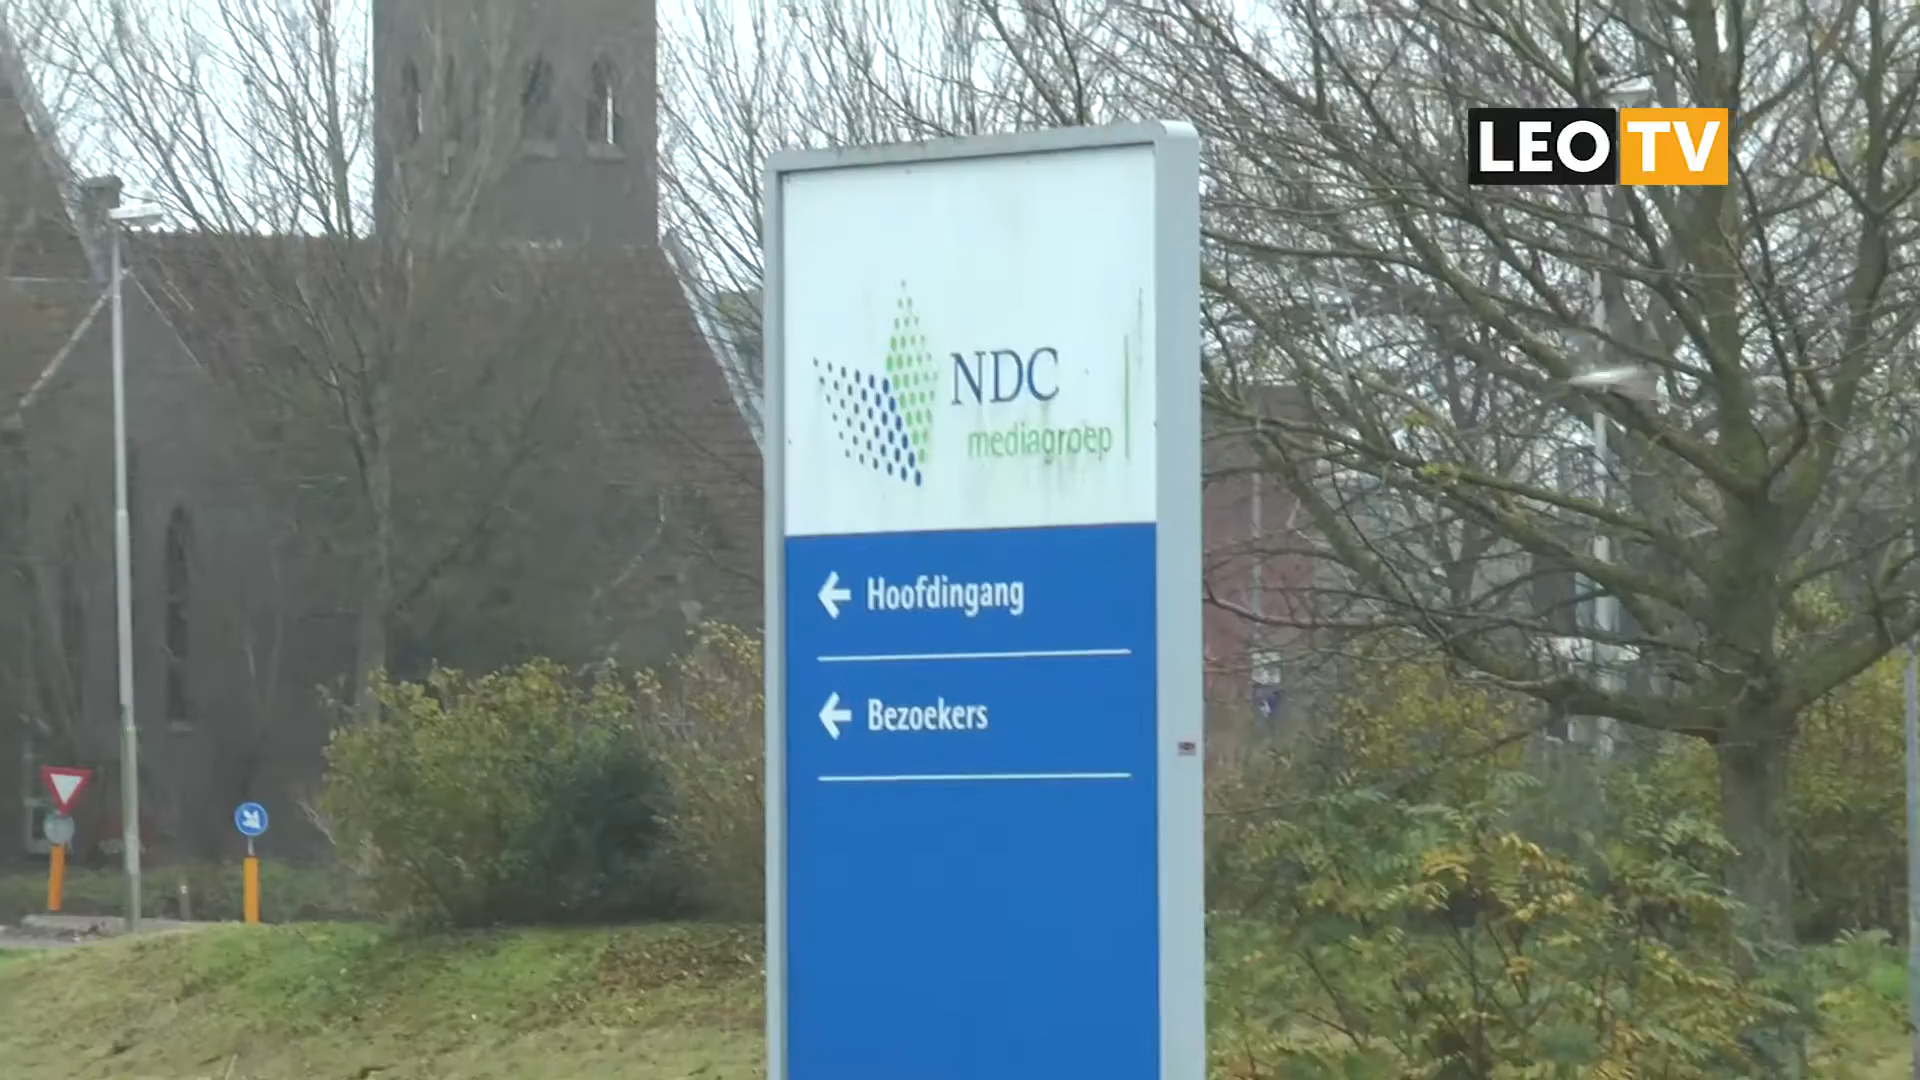 LEO TV
NDC
mediagroep
← Hoofdingang
← Bezoekers